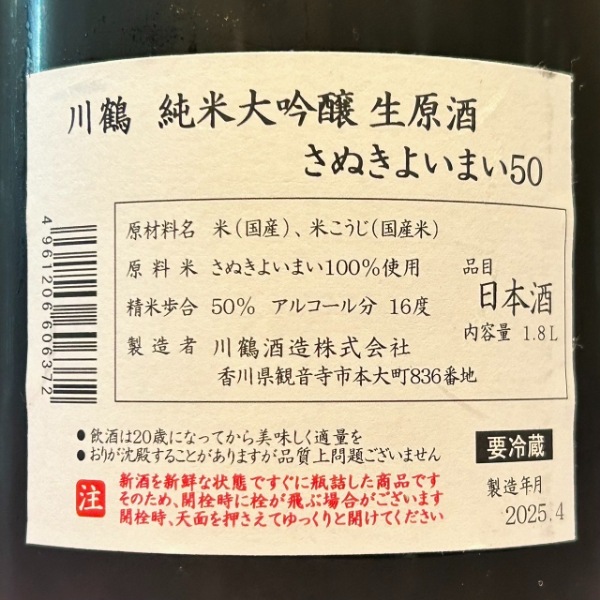 川鶴 純米大吟醸 生原酒
さぬきよいまい50
原材料名 米(国産)、米こうじ(国産米)
原料米 さぬきよいまい100%使用
精米歩合 50% アルコール分 16度
製造者 川鶴酒造株式会社
香川県観音寺市本大町836番地
品目
日本酒
内容量 1.8L
4961206606372
●飲酒は20歳になってから美味しく適量を
●おりが沈殿することがありますが品質上問題ございません
要冷蔵
注
新酒を新鮮な状態ですぐに瓶詰した商品です
そのため、開栓時に栓が飛ぶ場合がございます
開栓時、天面を押さえてゆっくりと開けてください
製造年月
2025.4